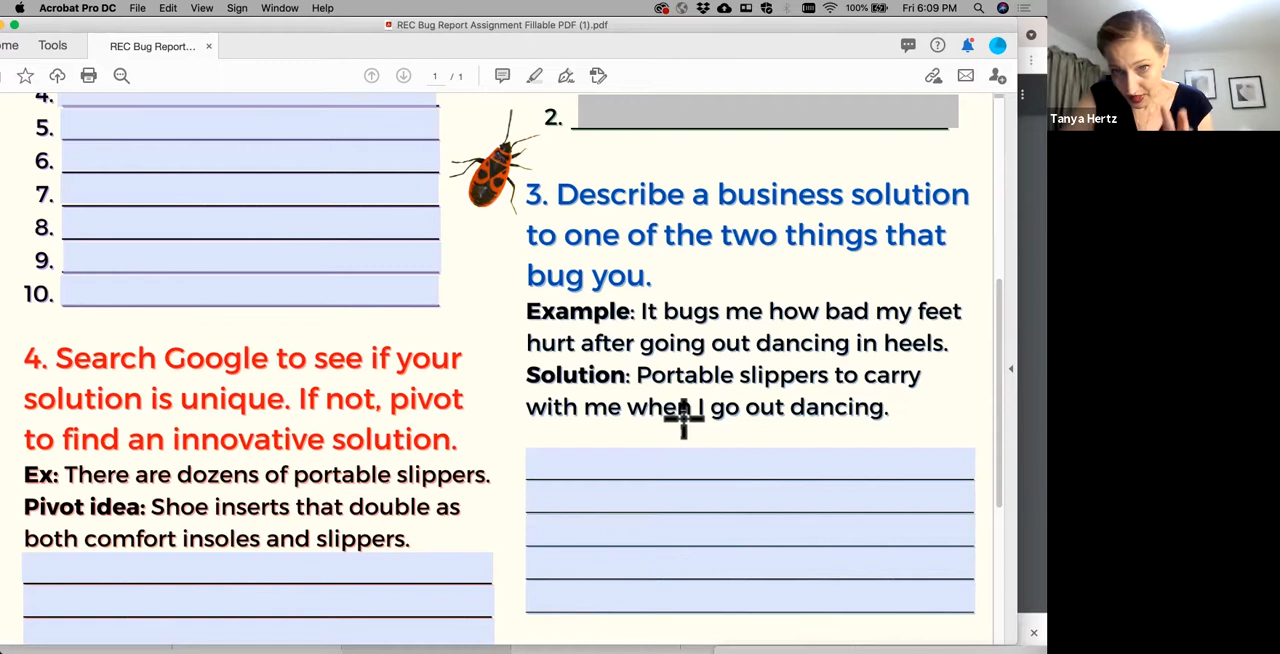 Acrobat Pro DC File Edit View Sign Window Help
100% Fri 6:09 PM
REC Bug Report Assignment Fillable PDF (1).pdf
ome Tools REC Bug Report... ×
1 / 1
4.
5.
6.
7.
8.
9.
10.
4. Search Google to see if your
solution is unique. If not, pivot
to find an innovative solution.
Ex: There are dozens of portable slippers.
Pivot idea: Shoe inserts that double as
both comfort insoles and slippers.
2.
3. Describe a business solution
to one of the two things that
bug you.
Example: It bugs me how bad my feet
hurt after going out dancing in heels.
Solution: Portable slippers to carry
with me when I go out dancing.
Tanya Hertz